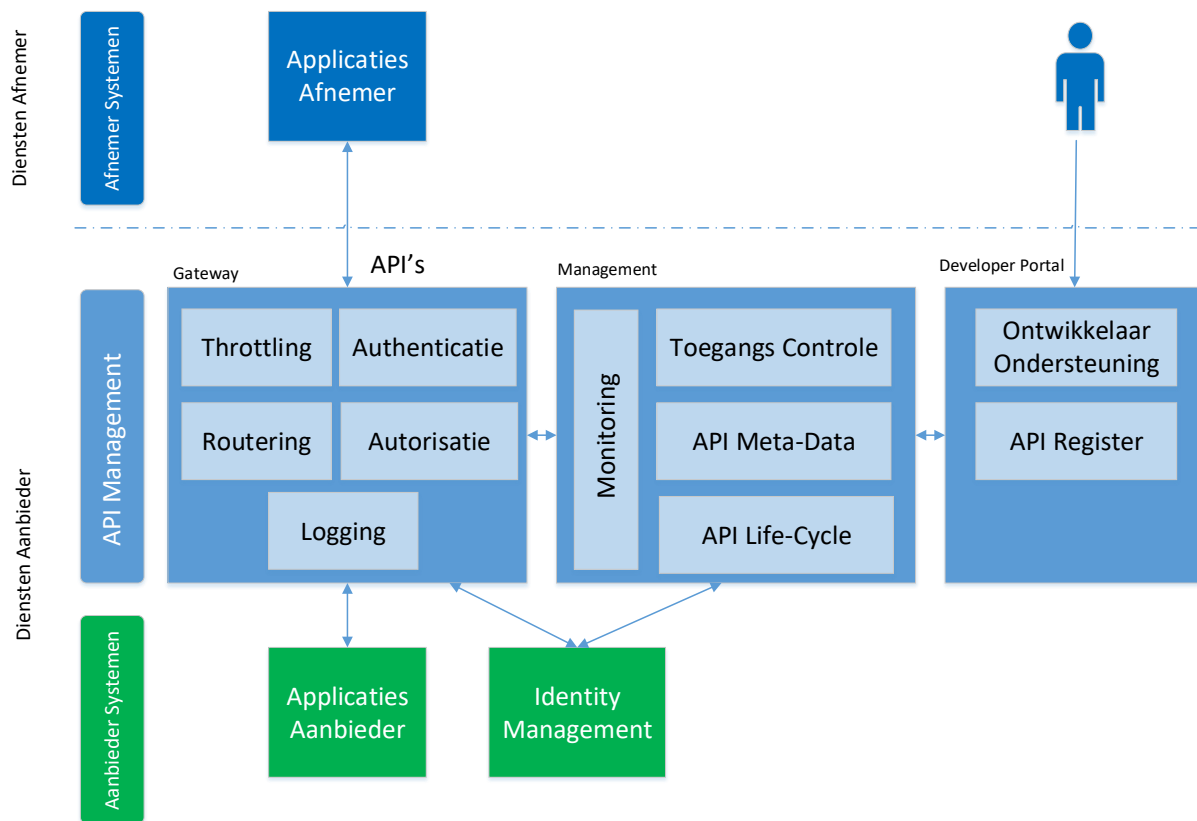 Diensten Afnemer
Afnemer Systemen
Applicaties
Afnemer
Diensten Aanbieder
API Management
Gateway
API's
Throttling
Authenticatie
Routering
Autorisatie
Logging
Management
Monitoring
Toegangs Controle
API Meta-Data
API Life-Cycle
Developer Portal
Ontwikkelaar
Ondersteuning
API Register
Aanbieder Systemen
Applicaties
Aanbieder
Identity
Management